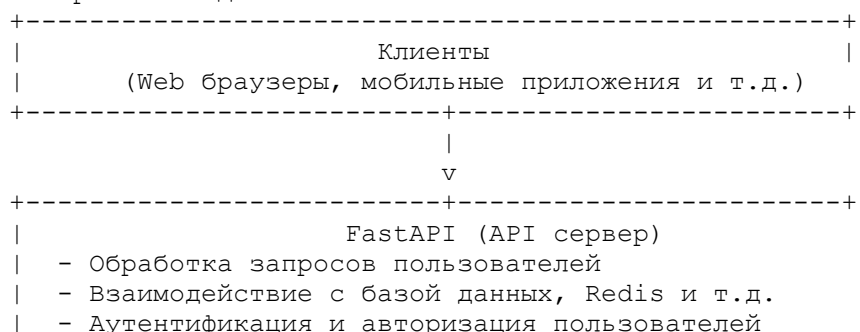 +----------------------------------------------------+
| Клиенты |
| (Web браузеры, мобильные приложения и т.д.)
+---------------------------+------------------------+
|
v
+---------------------------+------------------------+
| FastAPI (API сервер)
| - Обработка запросов пользователей
| - Взаимодействие с базой данных, Redis и т.д.
| - Аутентификация и авторизация пользователей